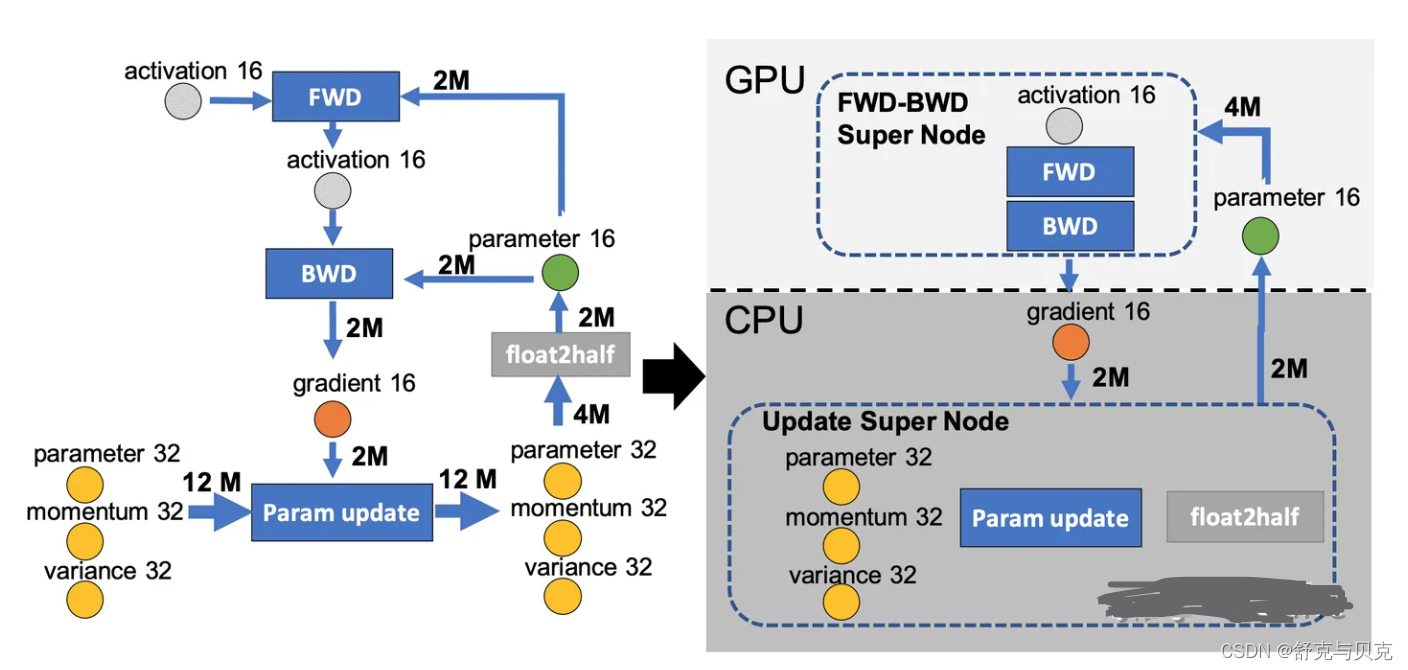 activation 16
FWD
2M
activation 16
parameter 16
BWD
2M
2M
2M
float2half
gradient 16
4M
parameter 32
2M
parameter 32
12 M
12 M
momentum 32
Param update
momentum 32
variance 32
variance 32
GPU
FWD-BWD
Super Node
activation 16
4M
FWD
BWD
parameter 16
CPU
gradient 16
2M
2M
Update Super Node
parameter 32
momentum 32
Param update
float2half
variance 32
CSDN @舒克与贝克